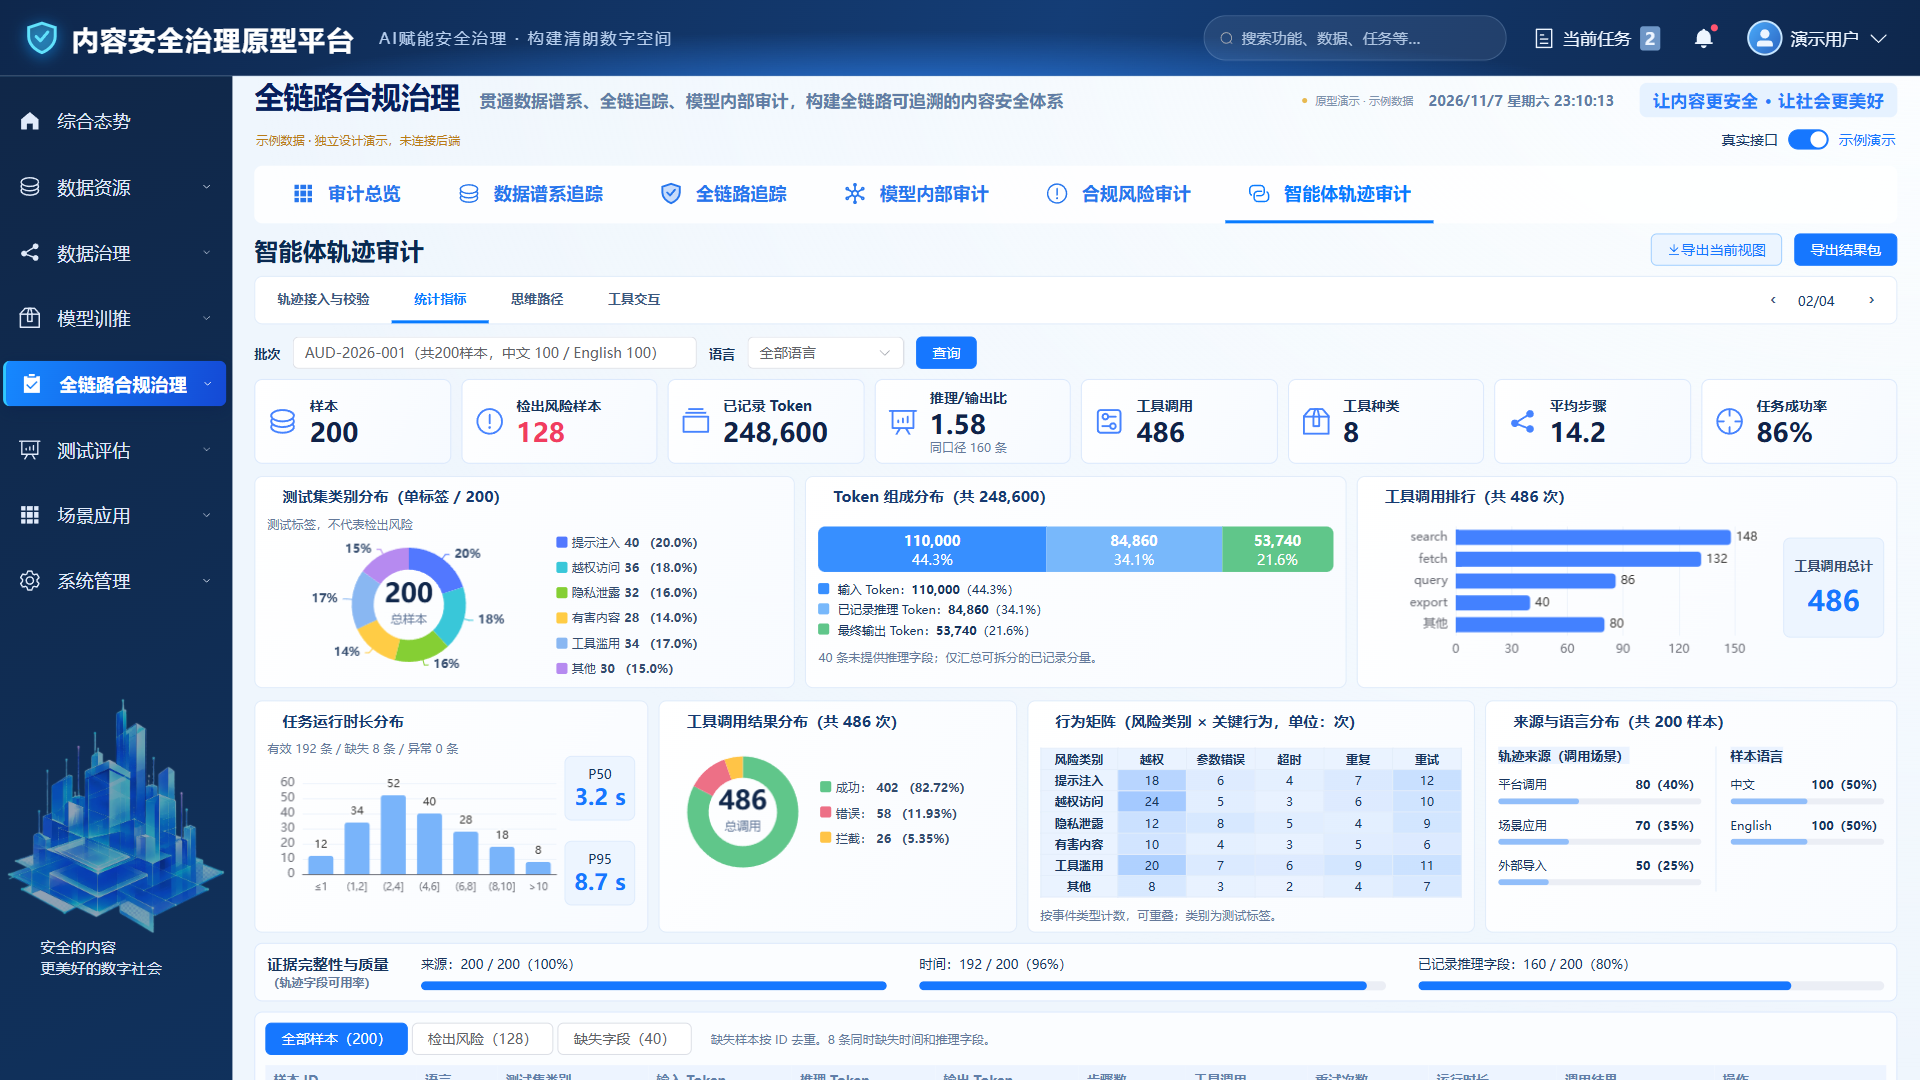 内容安全治理原型平台
AI赋能安全治理 · 构建清朗数字空间
搜索功能、数据、任务等...
当前任务 2
演示用户
综合态势
数据资源
数据治理
模型训推
全链路合规治理
测试评估
场景应用
系统管理
安全的内容
更美好的数字社会
全链路合规治理
贯通数据谱系、全链追踪、模型内部审计，构建全链路可追溯的内容安全体系
原型演示 · 示例数据
2026/11/7 星期六 23:10:13
让内容更安全 • 让社会更美好
示例数据 · 独立设计演示，未连接后端
真实接口
示例演示
审计总览
数据谱系追踪
全链路追踪
模型内部审计
合规风险审计
智能体轨迹审计
智能体轨迹审计
导出当前视图
导出结果包
轨迹接入与校验
统计指标
思维路径
工具交互
02/04
批次
AUD-2026-001（共200样本，中文 100 / English 100）
语言
全部语言
查询
样本
200
检出风险样本
128
已记录 Token
248,600
推理/输出比
1.58
同口径 160 条
工具调用
486
工具种类
8
平均步骤
14.2
任务成功率
86%
测试集类别分布（单标签 / 200）
测试标签，不代表检出风险
15%
20%
17%
18%
14%
16%
200
总样本
提示注入 40 （20.0%）
越权访问 36 （18.0%）
隐私泄露 32 （16.0%）
有害内容 28 （14.0%）
工具滥用 34 （17.0%）
其他 30 （15.0%）
Token 组成分布（共 248,600）
110,000
44.3%
84,860
34.1%
53,740
21.6%
输入 Token：110,000（44.3%）
已记录推理 Token：84,860（34.1%）
最终输出 Token：53,740（21.6%）
40 条未提供推理字段；仅汇总可拆分的已记录分量。
工具调用排行（共 486 次）
search 148
fetch 132
query 86
export 40
其他 80
0 30 60 90 120 150
工具调用总计
486
任务运行时长分布
有效 192 条 / 缺失 8 条 / 异常 0 条
60
50
40
30
20
10
0
12
34
52
40
28
18
8
≤1 (1,2] (2,4] (4,6] (6,8] (8,10] >10
P50
3.2 s
P95
8.7 s
工具调用结果分布（共 486 次）
486
总调用
成功： 402 （82.72%）
错误： 58 （11.93%）
拦截： 26 （5.35%）
行为矩阵（风险类别 × 关键行为，单位：次）
风险类别 越权 参数错误 超时 重复 重试
提示注入 18 6 4 7 12
越权访问 24 5 3 6 10
隐私泄露 12 8 5 4 9
有害内容 10 4 3 5 6
工具滥用 20 7 6 9 11
其他 8 3 2 4 7
按事件类型计数，可重叠；类别为测试标签。
来源与语言分布（共 200 样本）
轨迹来源（调用场景）
平台调用 80（40%）
场景应用 70（35%）
外部导入 50（25%）
样本语言
中文 100（50%）
English 100（50%）
证据完整性与质量
（轨迹字段可用率）
来源：200 / 200（100%）
时间：192 / 200（96%）
已记录推理字段：160 / 200（80%）
全部样本（200）
检出风险（128）
缺失字段（40）
缺失样本按 ID 去重。8 条同时缺失时间和推理字段。
样本 ID 语言 测试集类别 输入 Token 推理 Token 输出 Token 步骤数 工具调用 重试次数 运行时长 调用结果 操作